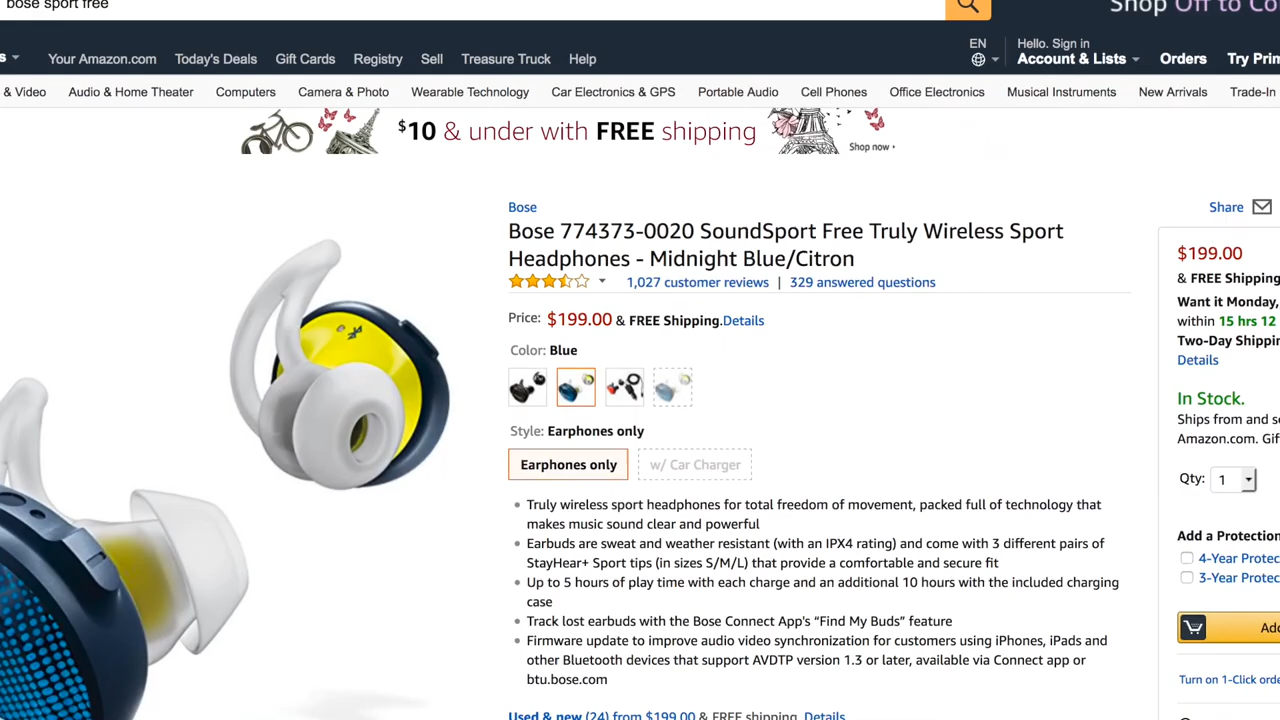 bose sport free
Shop Off to Co
EN
Hello. Sign in
Your Amazon.com Today's Deals Gift Cards Registry Sell Treasure Truck Help
Account & Lists Orders Try Prim
& Video Audio & Home Theater Computers Camera & Photo Wearable Technology Car Electronics & GPS Portable Audio Cell Phones Office Electronics Musical Instruments New Arrivals Trade-In
$10 & under with FREE shipping
Shop now
Bose
Share
Bose 774373-0020 SoundSport Free Truly Wireless Sport
Headphones - Midnight Blue/Citron
1,027 customer reviews | 329 answered questions
Price: $199.00 & FREE Shipping.Details
Color: Blue
Style: Earphones only
Earphones only
w/ Car Charger
• Truly wireless sport headphones for total freedom of movement, packed full of technology that
makes music sound clear and powerful
• Earbuds are sweat and weather resistant (with an IPX4 rating) and come with 3 different pairs of
StayHear+ Sport tips (in sizes S/M/L) that provide a comfortable and secure fit
• Up to 5 hours of play time with each charge and an additional 10 hours with the included charging
case
• Track lost earbuds with the Bose Connect App's “Find My Buds” feature
• Firmware update to improve audio video synchronization for customers using iPhones, iPads and
other Bluetooth devices that support AVDTP version 1.3 or later, available via Connect app or
btu.bose.com
Used & new (24) from $199.00 & FREE shipping. Details
$199.00
& FREE Shipping
Want it Monday,
within 15 hrs 12
Two-Day Shippin
Details
In Stock.
Ships from and s
Amazon.com. Gif
Qty: 1
Add a Protection
4-Year Protec
3-Year Protec
Add
Turn on 1-Click orde